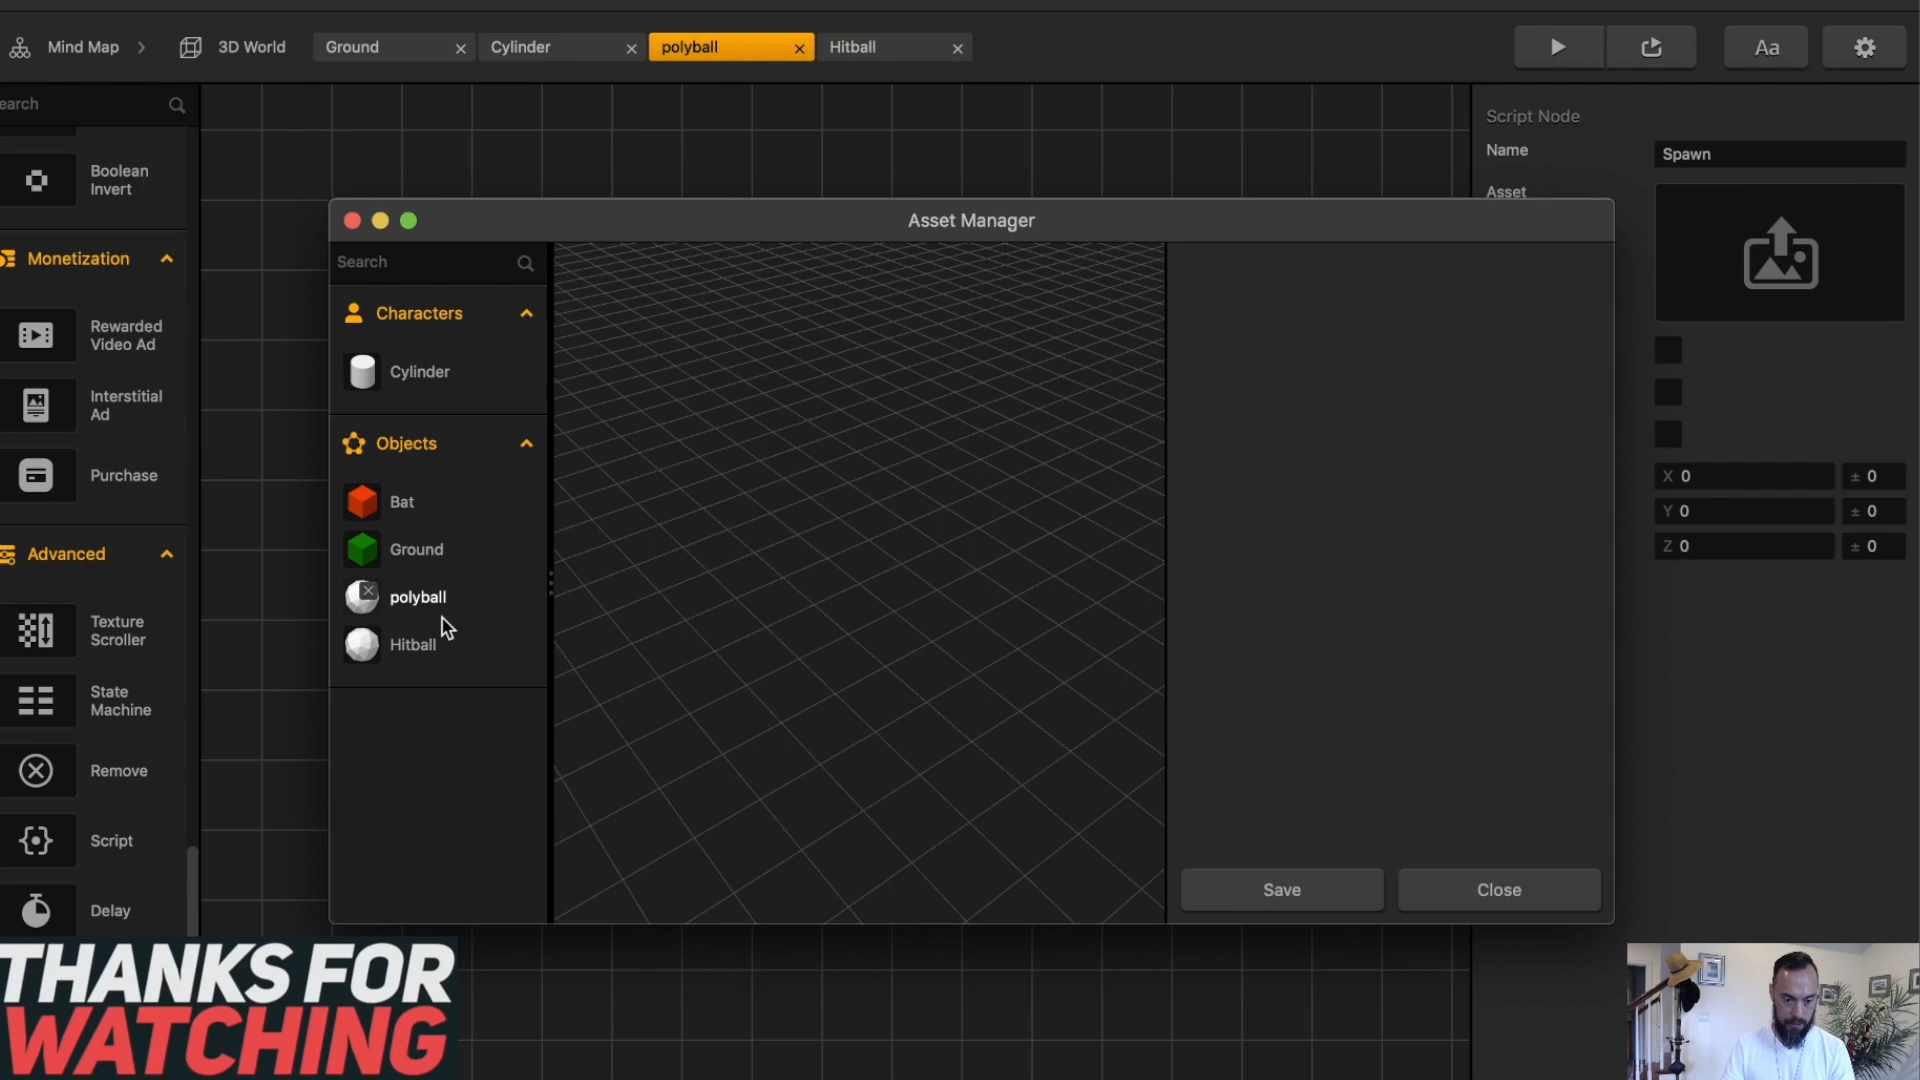 Mind Map
3D World
Ground
Cylinder
polyball
Hitball
Aa
earch
Boolean
Invert
Monetization
Rewarded
Video Ad
Interstitial
Ad
Purchase
Advanced
Texture
Scroller
State
Machine
Remove
Script
Delay
Asset Manager
Search
Characters
Cylinder
Objects
Bat
Ground
polyball
Hitball
Save
Close
Script Node
Name
Spawn
Asset
X 0
± 0
Y 0
± 0
Z 0
± 0
THANKS FOR
WATCHING